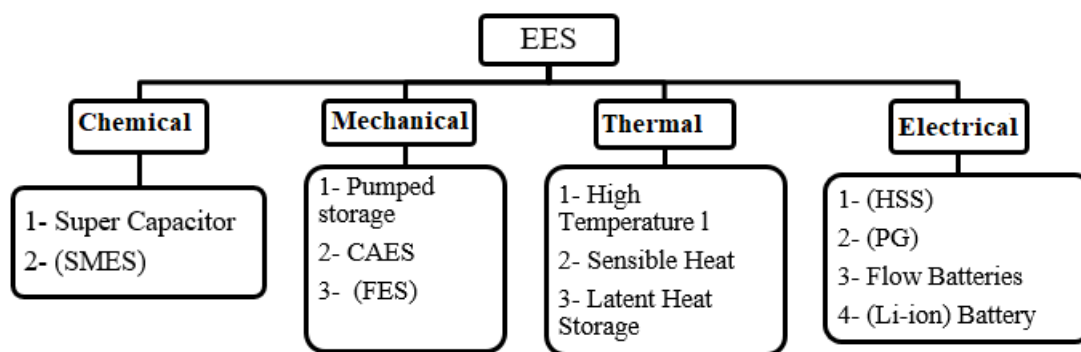 EES
Chemical
1- Super Capacitor
2- (SMES)
Mechanical
1- Pumped
storage
2- CAES
3- (FES)
Thermal
1- High
Temperature l
2- Sensible Heat
3- Latent Heat
Storage
Electrical
1- (HSS)
2- (PG)
3- Flow Batteries
4- (Li-ion) Battery